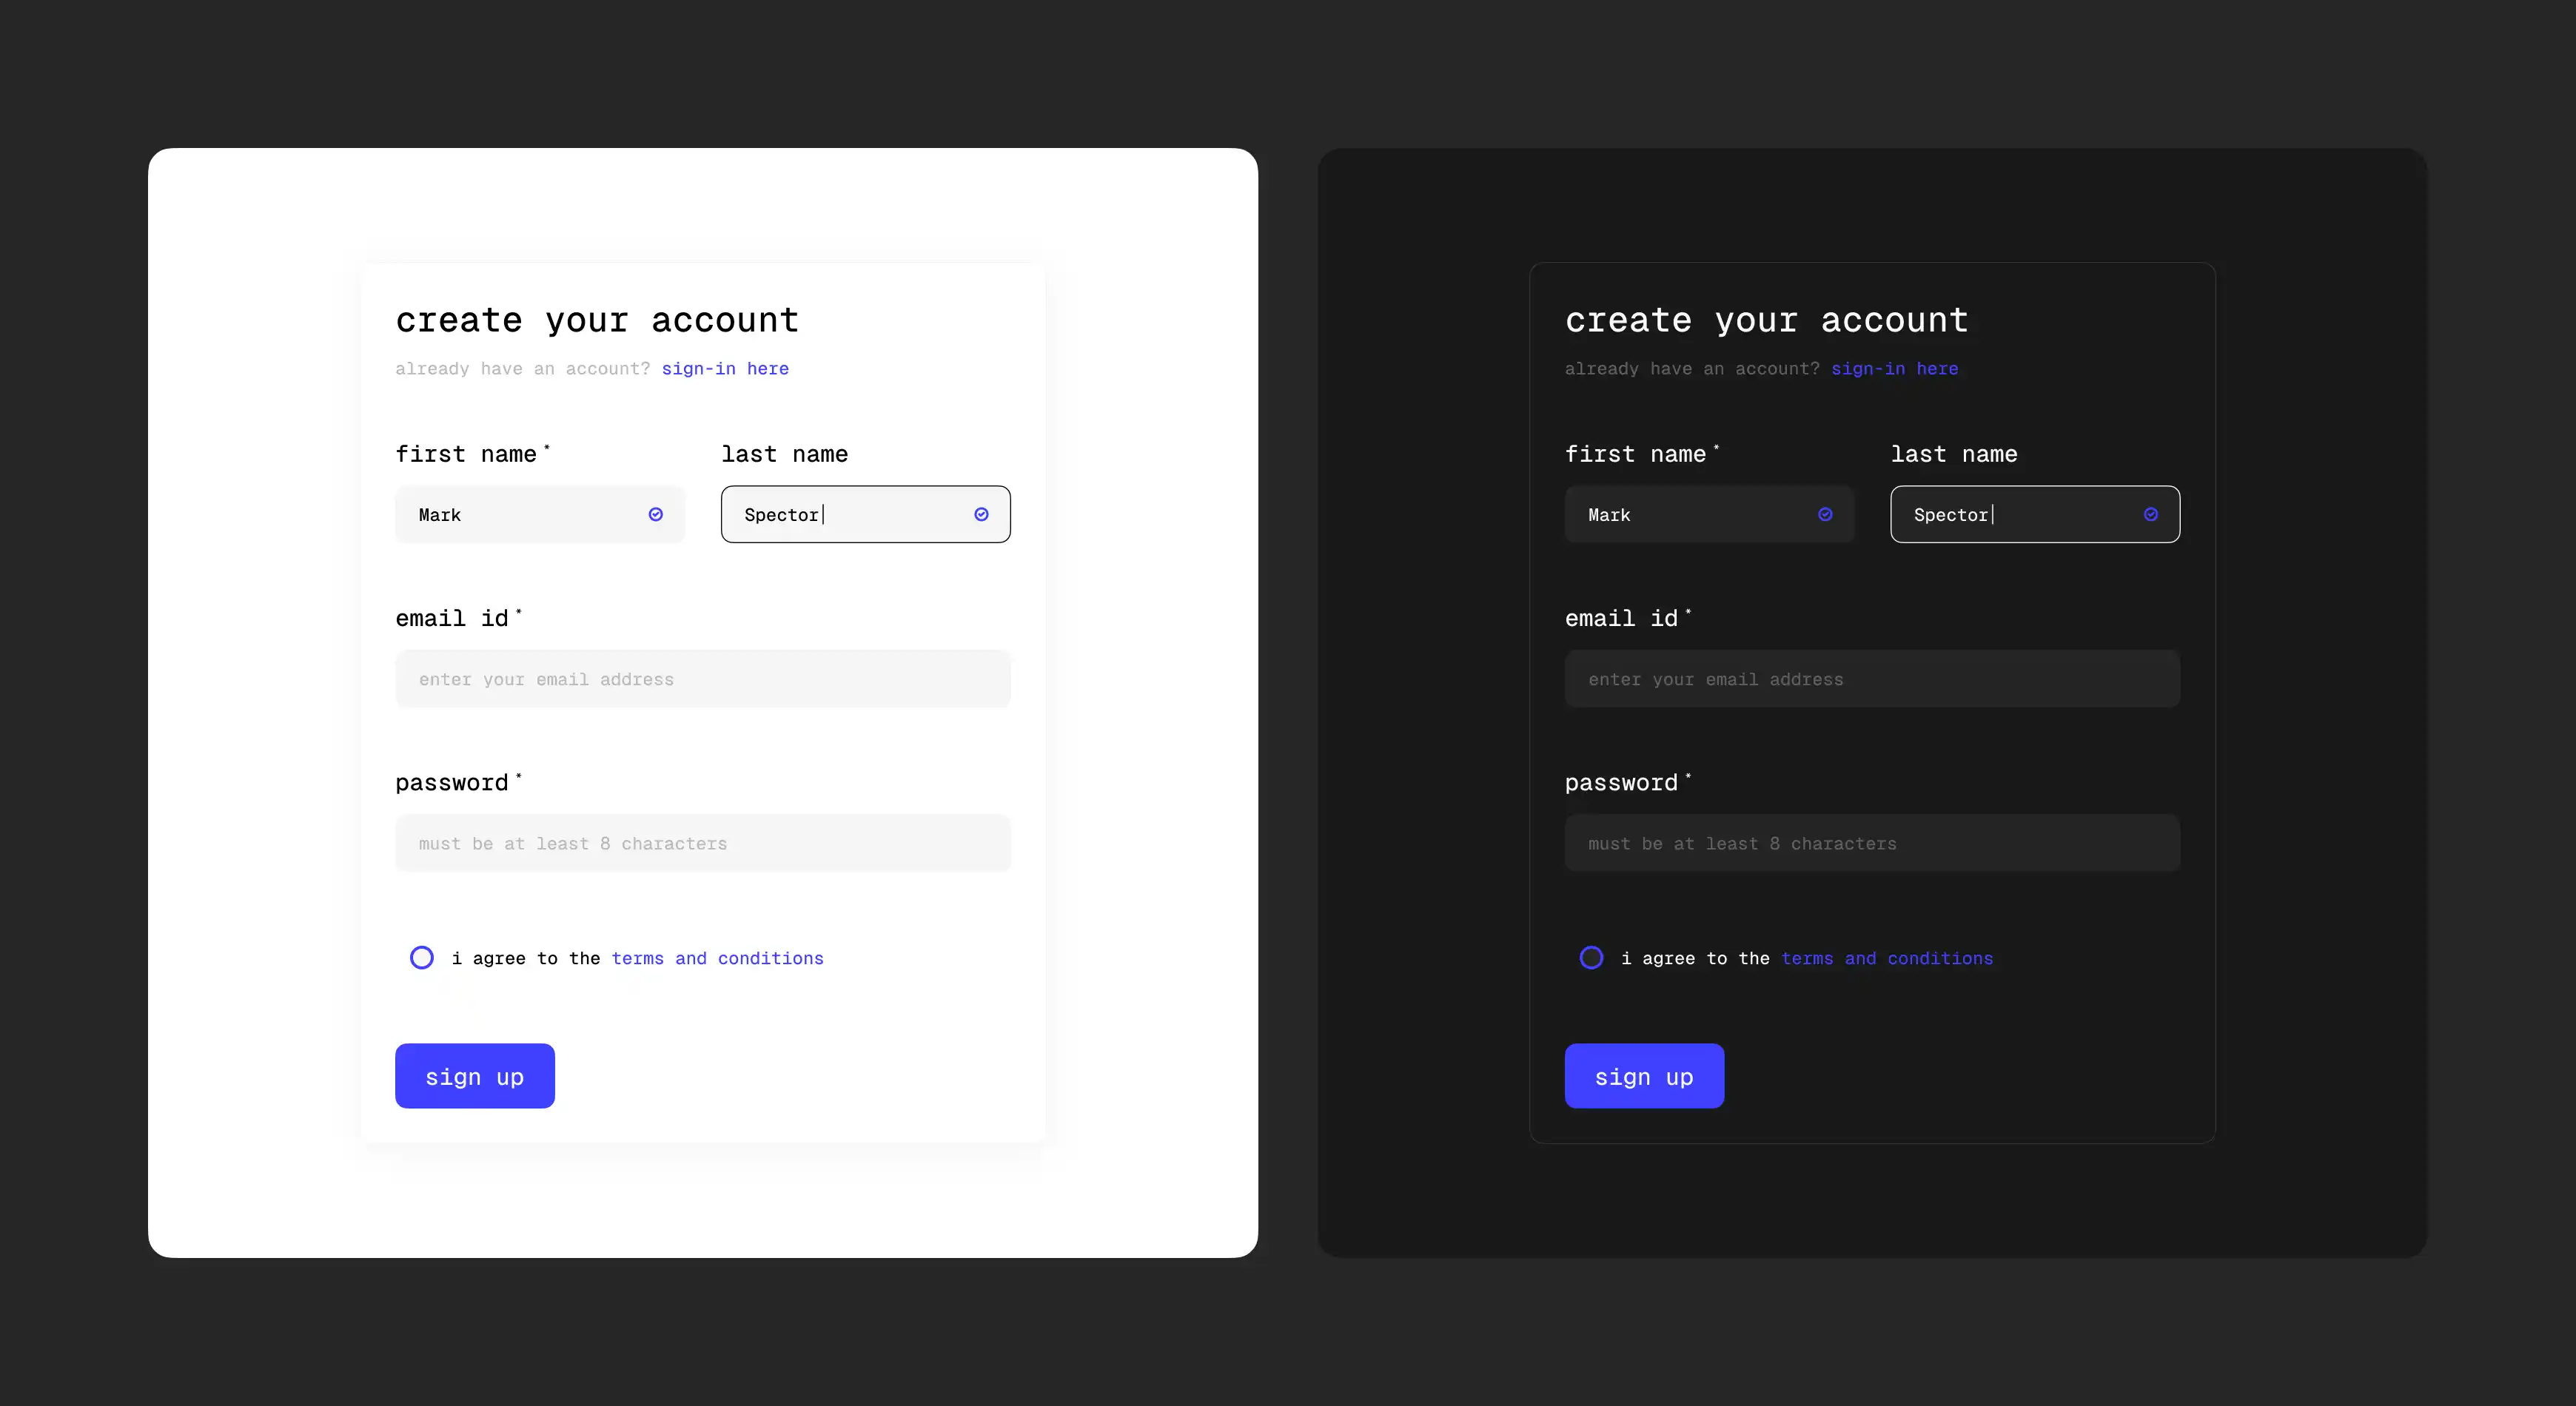 create your account
already have an account? sign-in here
first name *
last name
Mark
Spector
email id *
enter your email address
password *
must be at least 8 characters
i agree to the terms and conditions
sign up
create your account
already have an account? sign-in here
first name *
last name
Mark
Spector
email id *
enter your email address
password *
must be at least 8 characters
i agree to the terms and conditions
sign up